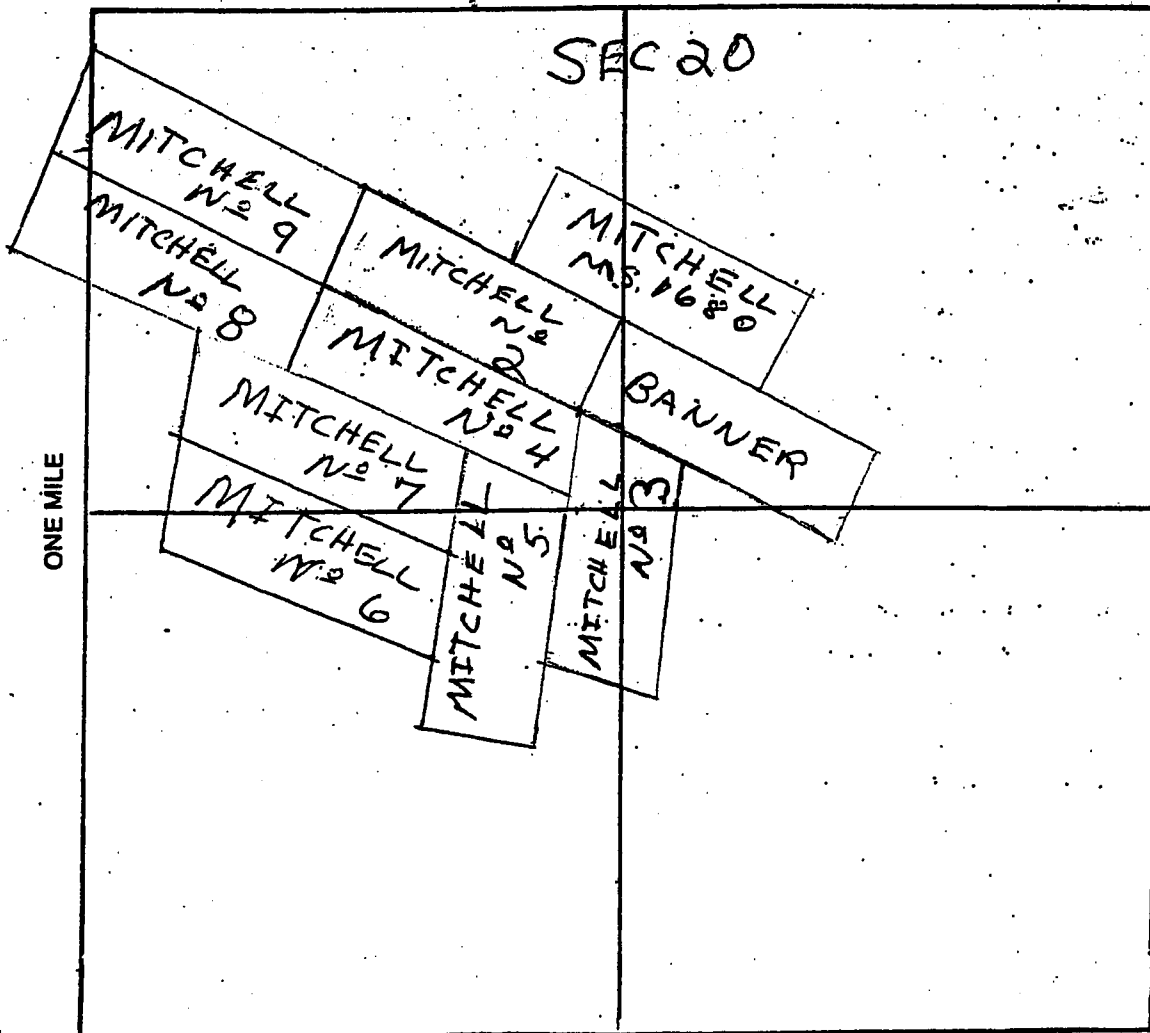 SEC 20
MITCHELL
Nº 9
MITCHELL
Nº 8
MITCHELL
M.S. 1680
MITCHELL
Nº
2
MITCHELL
Nº 4
BANNER
MITCHELL
Nº 7
MITCHELL
Nº 6
MITCHELL
Nº 5
MITCHELL
Nº 3
ONE MILE